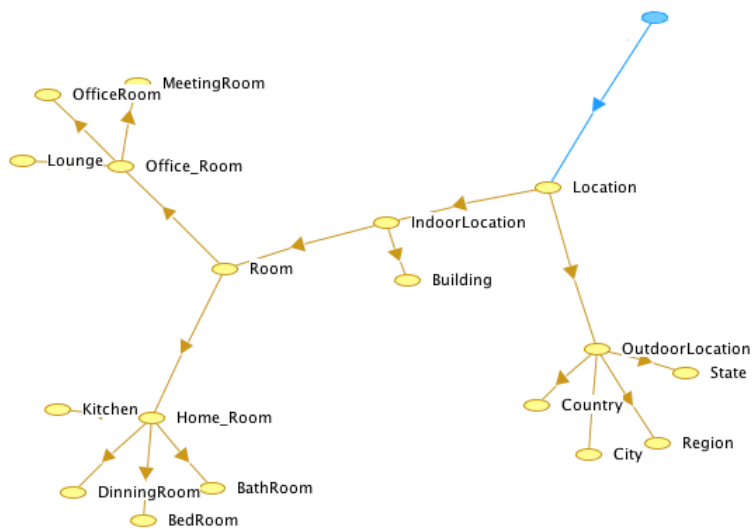 MeetingRoom
OfficeRoom
Lounge
Office_Room
Location
IndoorLocation
Room
Building
OutdoorLocation
State
Kitchen
Country
Home_Room
Region
City
BathRoom
DinningRoom
BedRoom